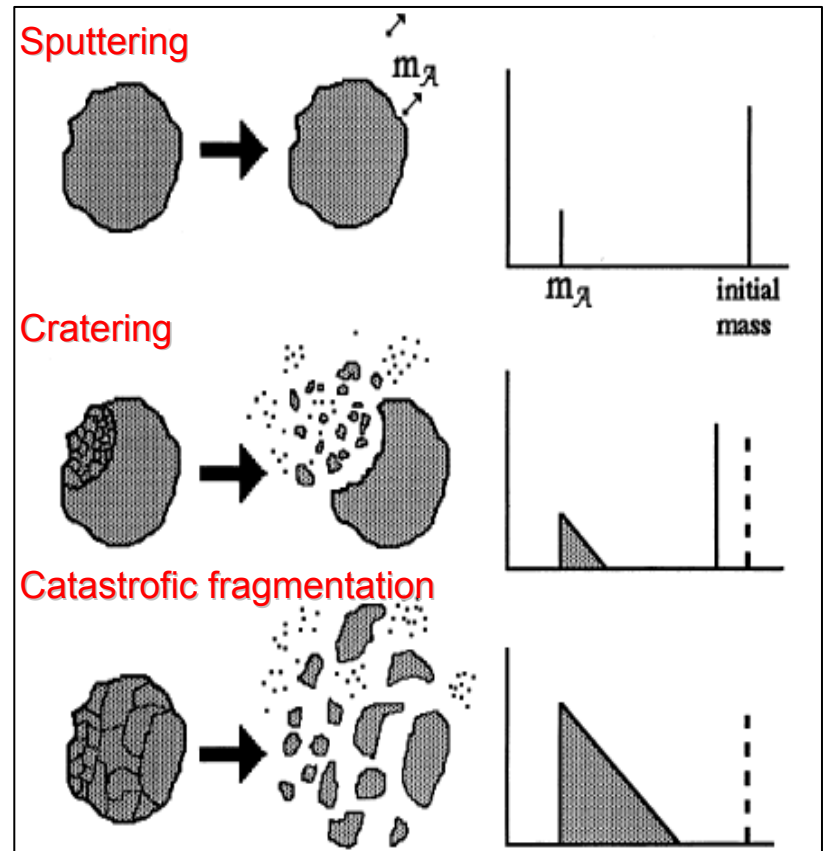 Sputtering
m𝒜
m𝒜
initial
mass
Cratering
Catastrofic fragmentation